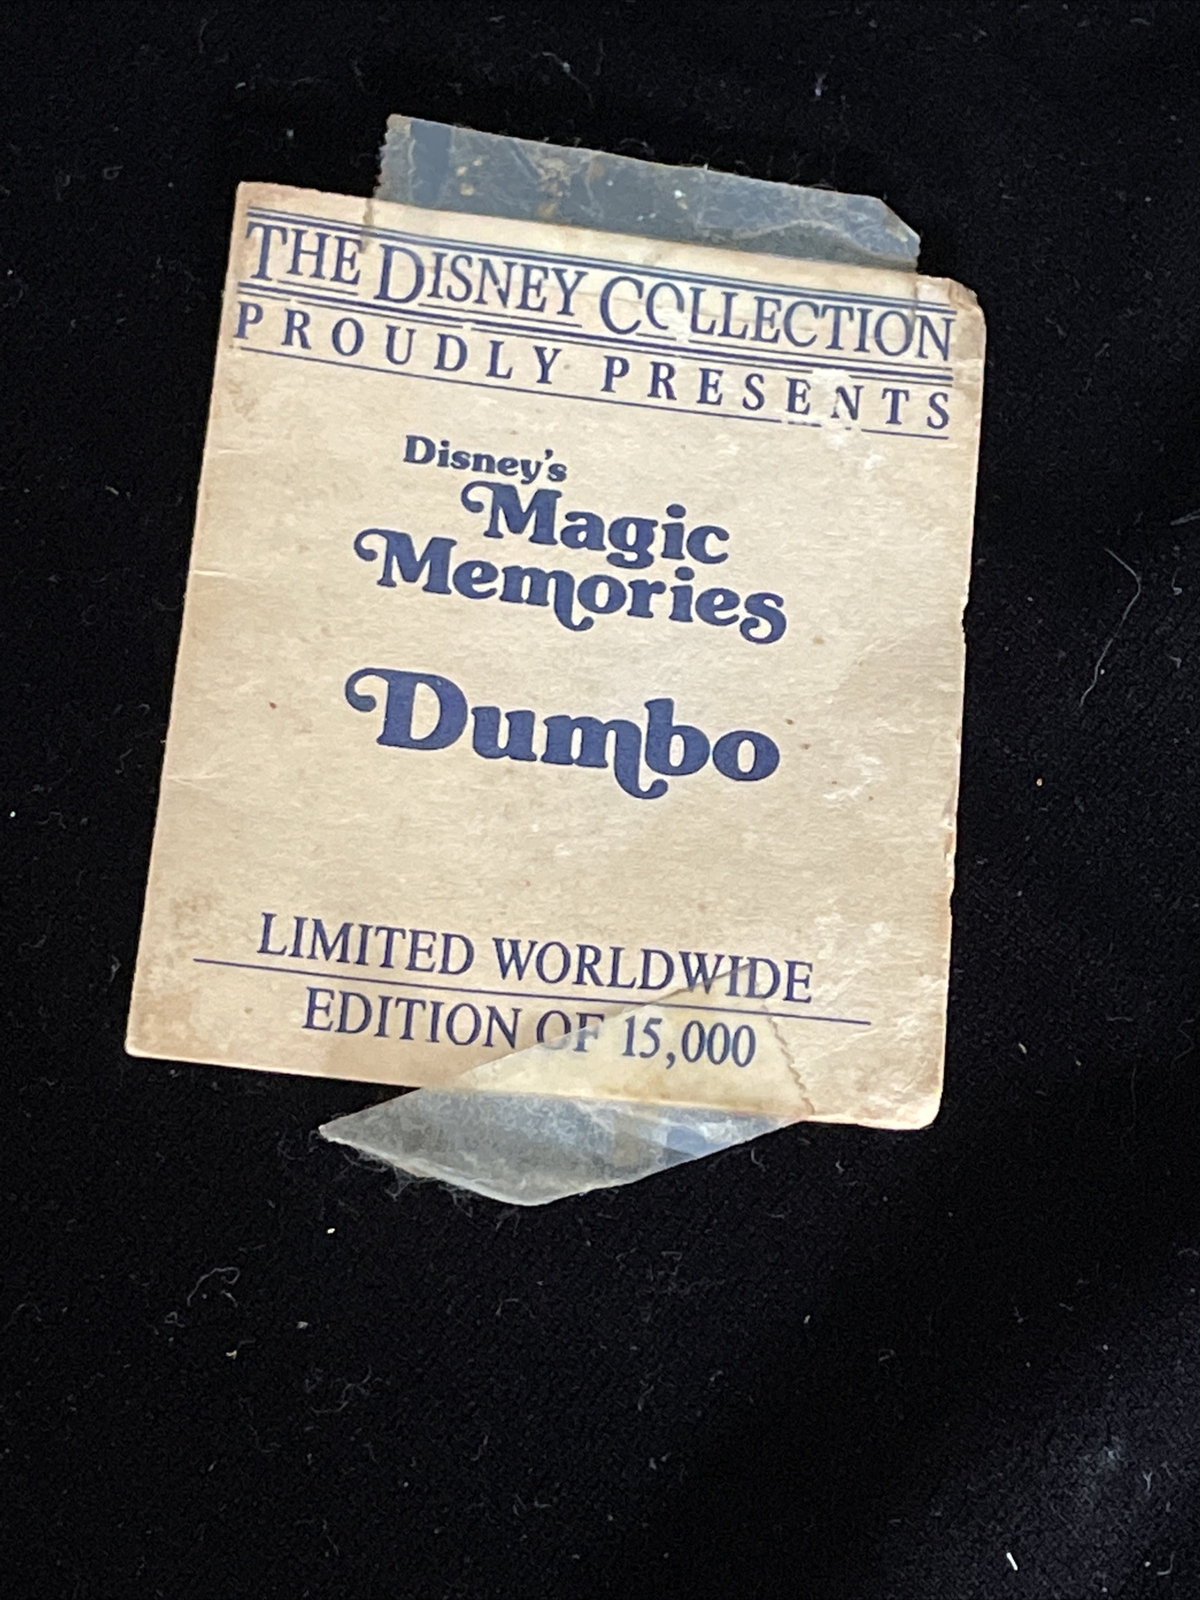 THE DISNEY COLLECTION
PROUDLY PRESENTS
Disney's
Magic
Memories
Dumbo
LIMITED WORLDWIDE
EDITION OF 15,000